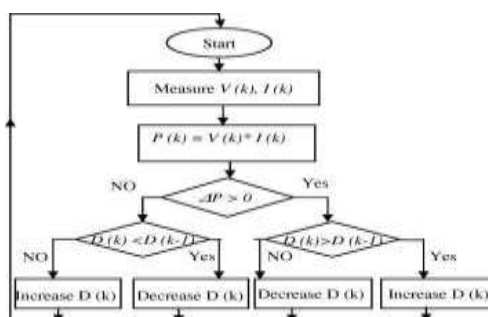 Start
Measure V (k), I (k)
P (k) = V(k)* I (k)
NO
ΔP > 0
Yes
D (k) <D (k-1)
D (k)>D (k-1)
NO
Yes
NO
Yes
Increase D (k)
Decrease D (k)
Decrease D (k)
Increase D (k)